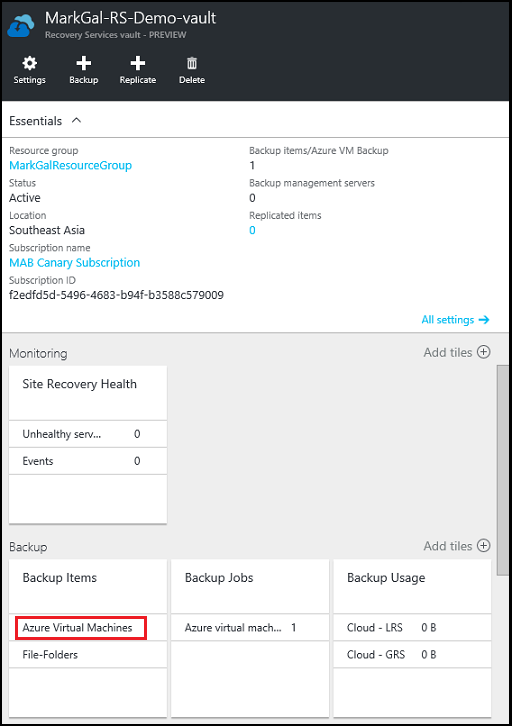 MarkGal-RS-Demo-vault
Recovery Services vault - PREVIEW
Settings Backup Replicate Delete
Essentials
Resource group
MarkGalResourceGroup
Status
Active
Location
Southeast Asia
Subscription name
MAB Canary Subscription
Subscription ID
f2edfd5d-5496-4683-b94f-b3588c579009
Backup items/Azure VM Backup
1
Backup management servers
0
Replicated items
0
All settings
Monitoring
Add tiles
Site Recovery Health
Unhealthy serv... 0
Events 0
Backup
Add tiles
Backup Items
Azure Virtual Machines
File-Folders
Backup Jobs
Azure virtual mach... 1
Backup Usage
Cloud - LRS 0 B
Cloud - GRS 0 B